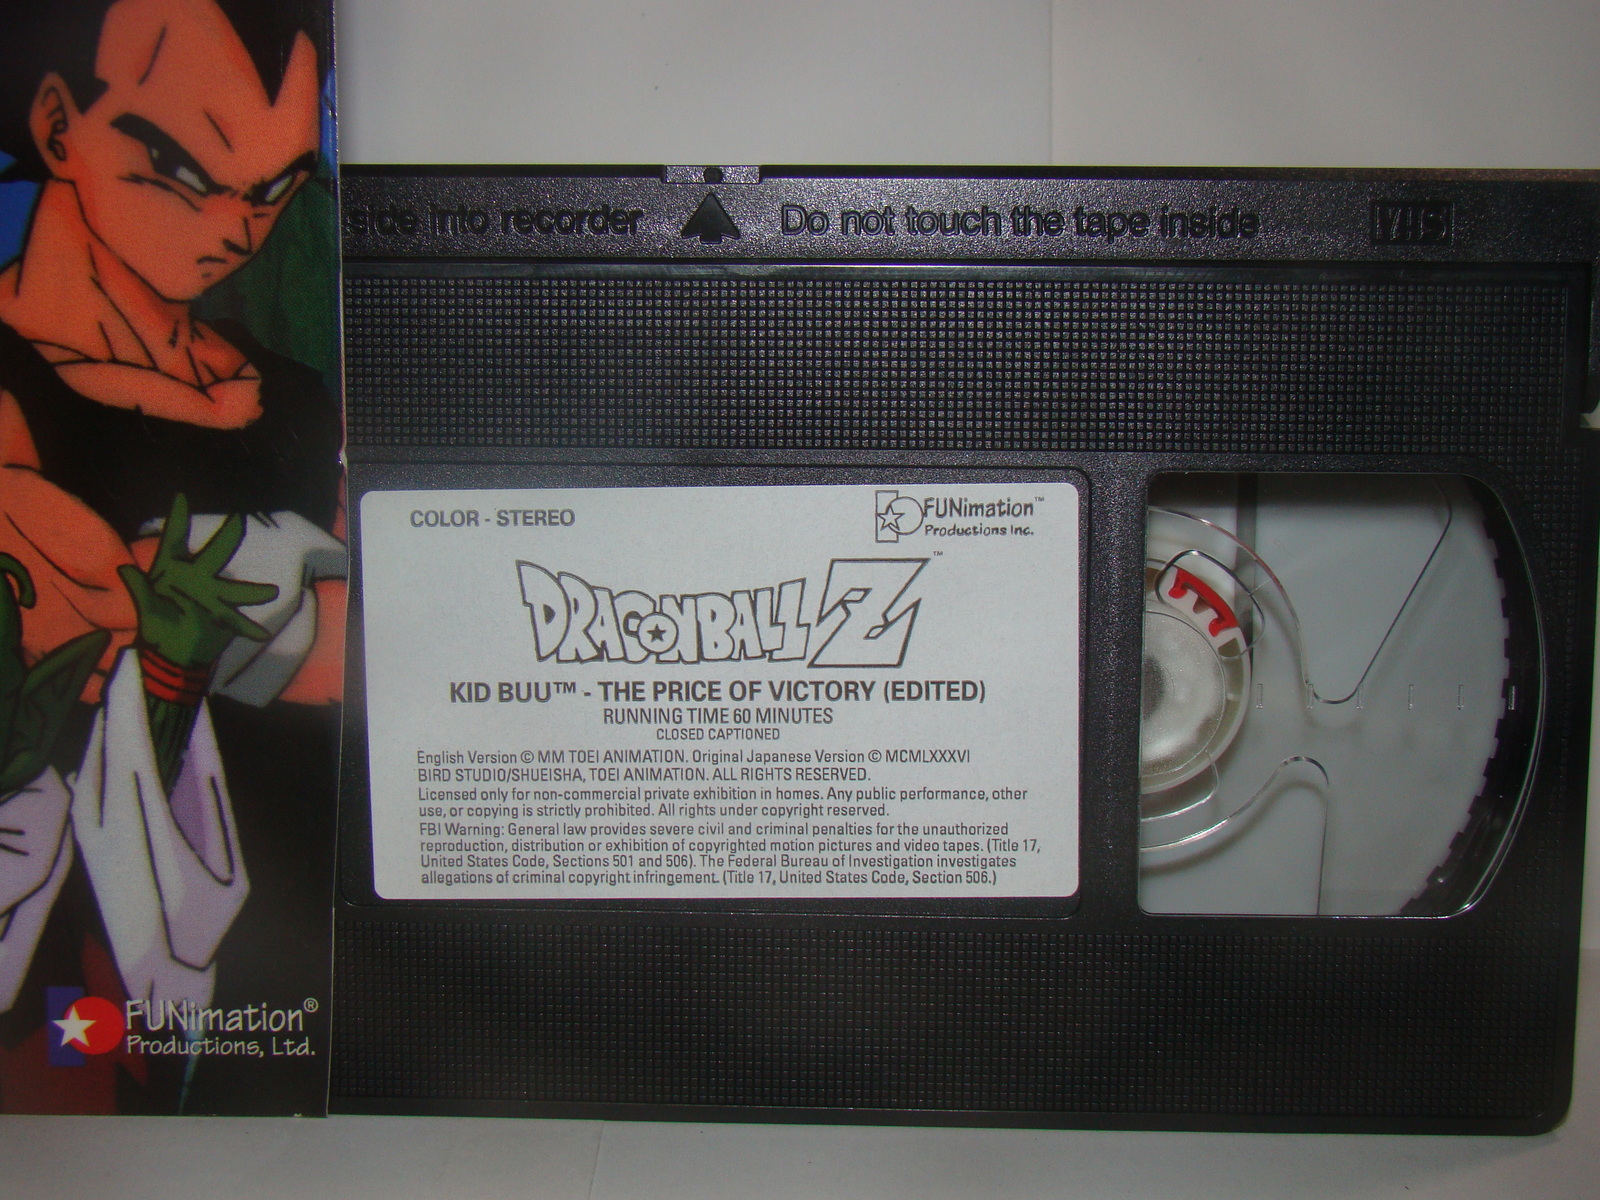 side into recorder
Do not touch the tape inside
VHS
COLOR - STEREO
FUNimation™
Productions Inc.
DRAGONBALL Z™
KID BUU™ - THE PRICE OF VICTORY (EDITED)
RUNNING TIME 60 MINUTES
CLOSED CAPTIONED
English Version © MM TOEI ANIMATION. Original Japanese Version © MCMLXXXVI
BIRD STUDIO/SHUEISHA, TOEI ANIMATION. ALL RIGHTS RESERVED.
Licensed only for non-commercial private exhibition in homes. Any public performance, other
use, or copying is strictly prohibited. All rights under copyright reserved.
FBI Warning: General law provides severe civil and criminal penalties for the unauthorized
reproduction, distribution or exhibition of copyrighted motion pictures and video tapes. (Title 17,
United States Code, Sections 501 and 506). The Federal Bureau of Investigation investigates
allegations of criminal copyright infringement. (Title 17, United States Code, Section 506.)
FUNimation®
Productions, Ltd.